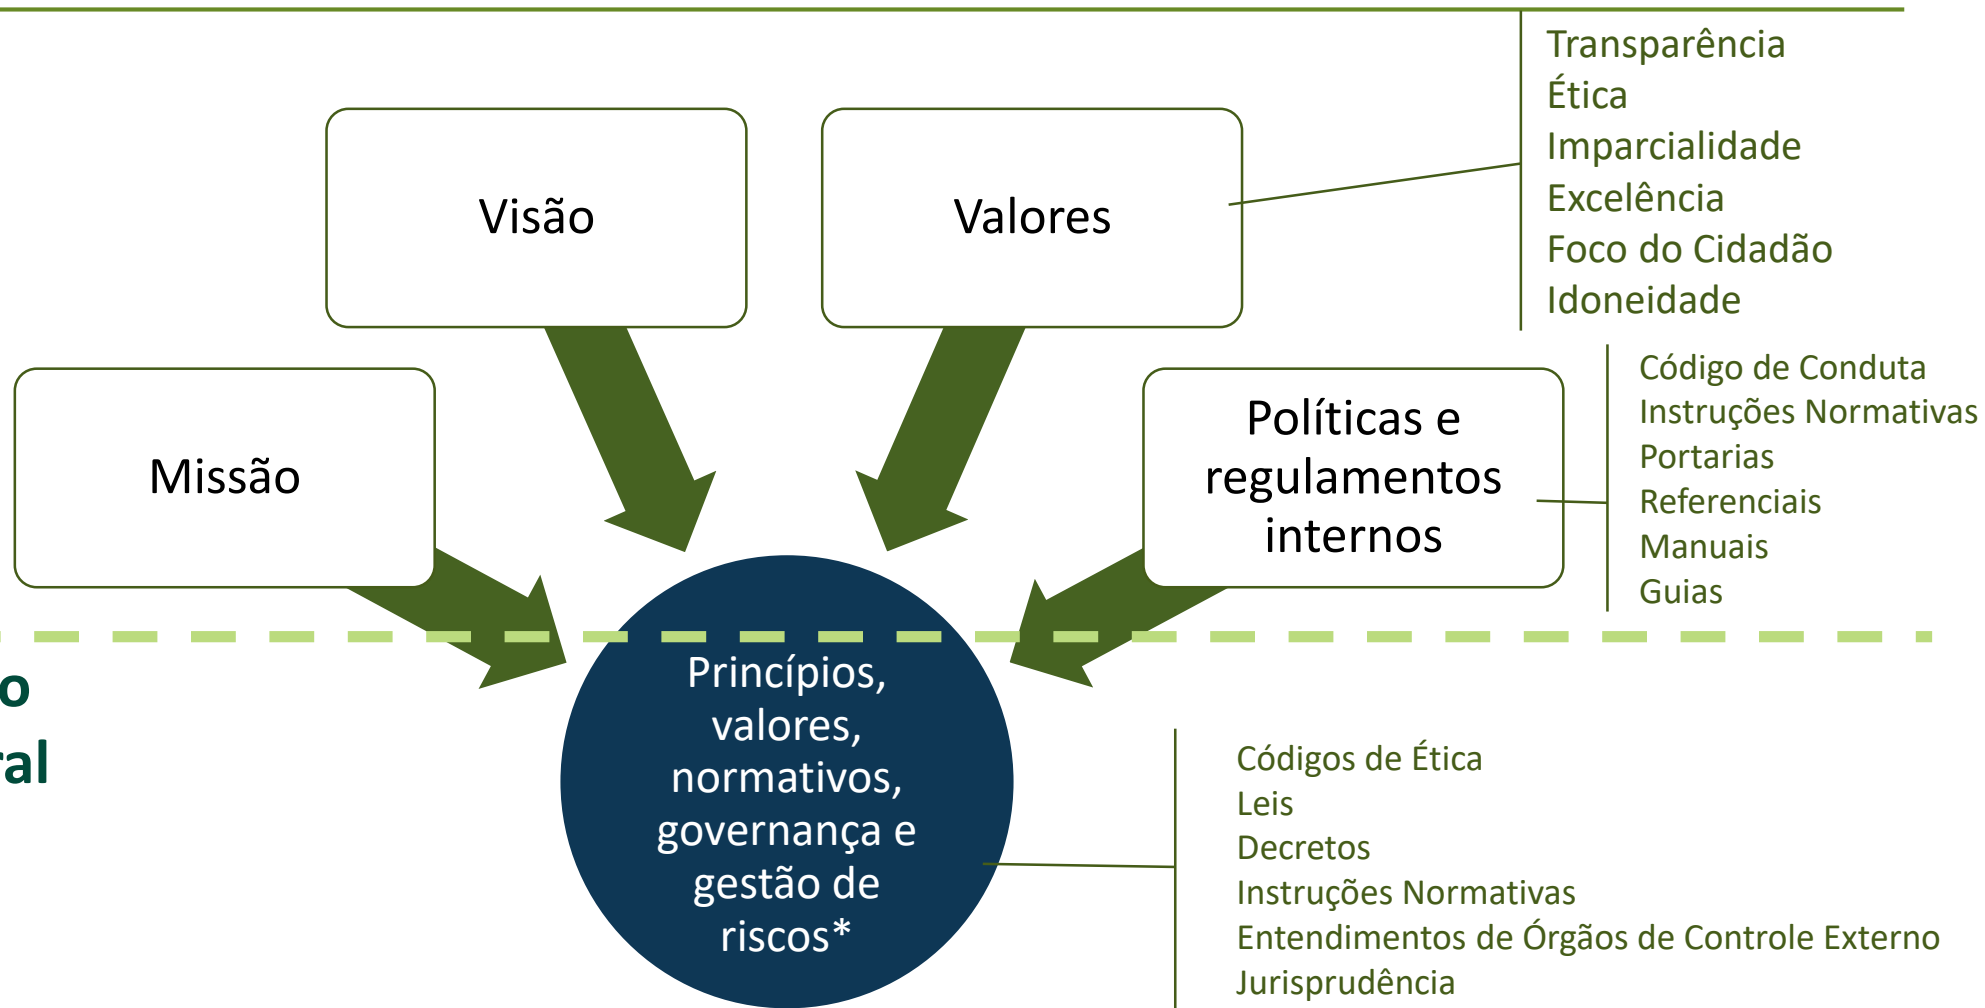 Transparência
Ética
Imparcialidade
Excelência
Foco do Cidadão
Idoneidade
Visão
Valores
Missão
Políticas e
regulamentos
internos
Código de Conduta
Instruções Normativas
Portarias
Referenciais
Manuais
Guias
Princípios,
valores,
normativos,
governança e
gestão de
riscos*
Códigos de Ética
Leis
Decretos
Instruções Normativas
Entendimentos de Órgãos de Controle Externo
Jurisprudência